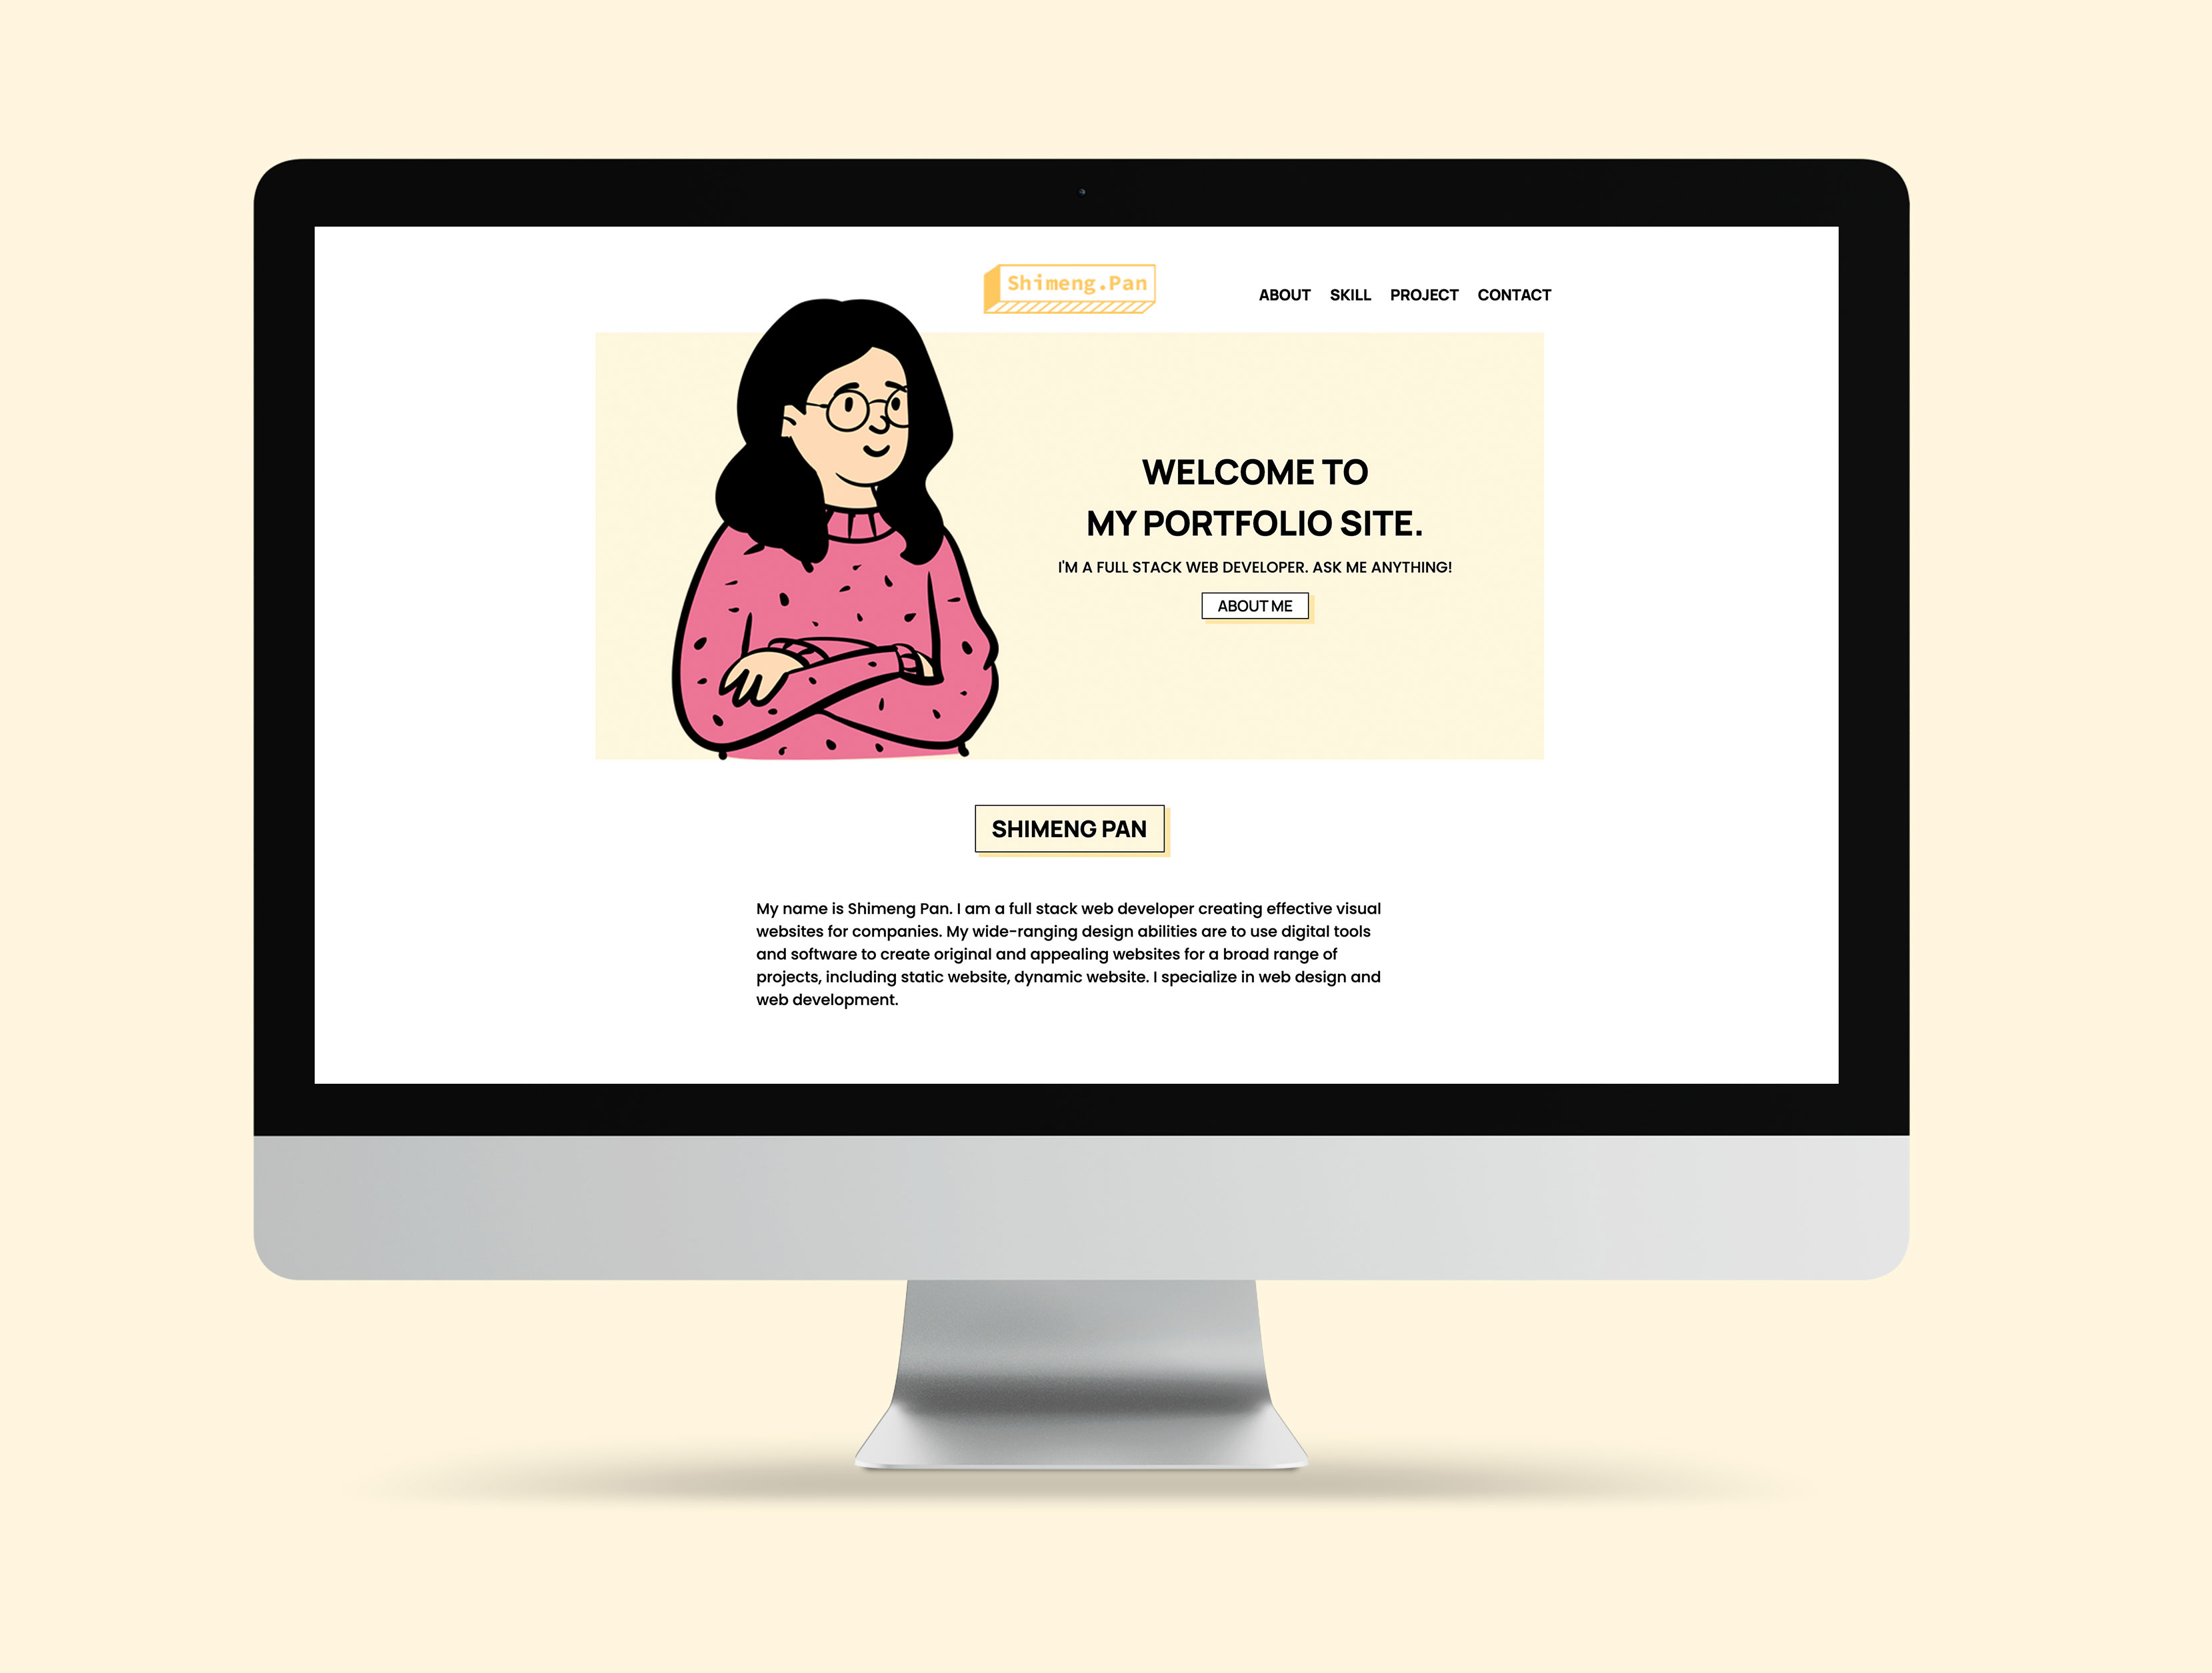 Shimeng.Pan
ABOUT SKILL PROJECT CONTACT
WELCOME TO
MY PORTFOLIO SITE.
I'M A FULL STACK WEB DEVELOPER. ASK ME ANYTHING!
ABOUT ME
SHIMENG PAN
My name is Shimeng Pan. I am a full stack web developer creating effective visual
websites for companies. My wide-ranging design abilities are to use digital tools
and software to create original and appealing websites for a broad range of
projects, including static website, dynamic website. I specialize in web design and
web development.